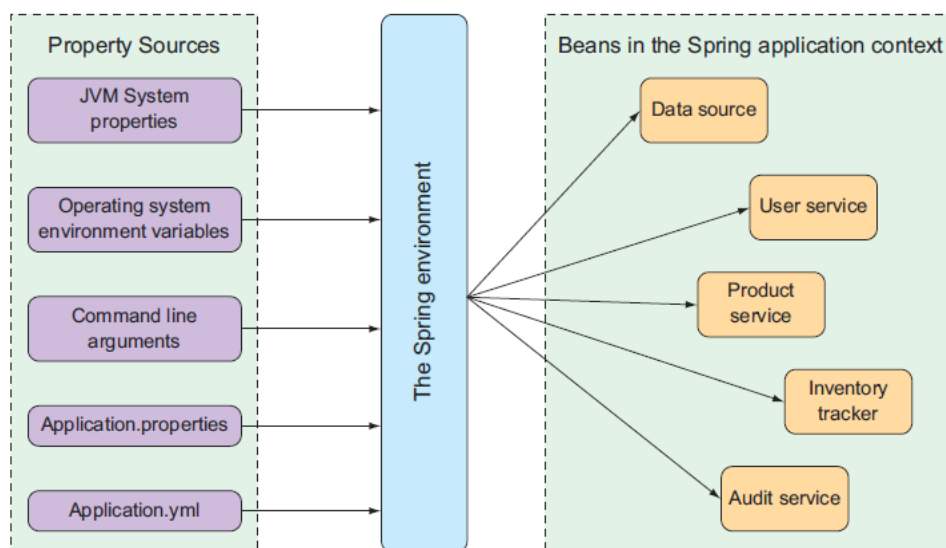 Property Sources
JVM System
properties
Operating system
environment variables
Command line
arguments
Application.properties
Application.yml
The Spring environment
Beans in the Spring application context
Data source
User service
Product
service
Inventory
tracker
Audit service